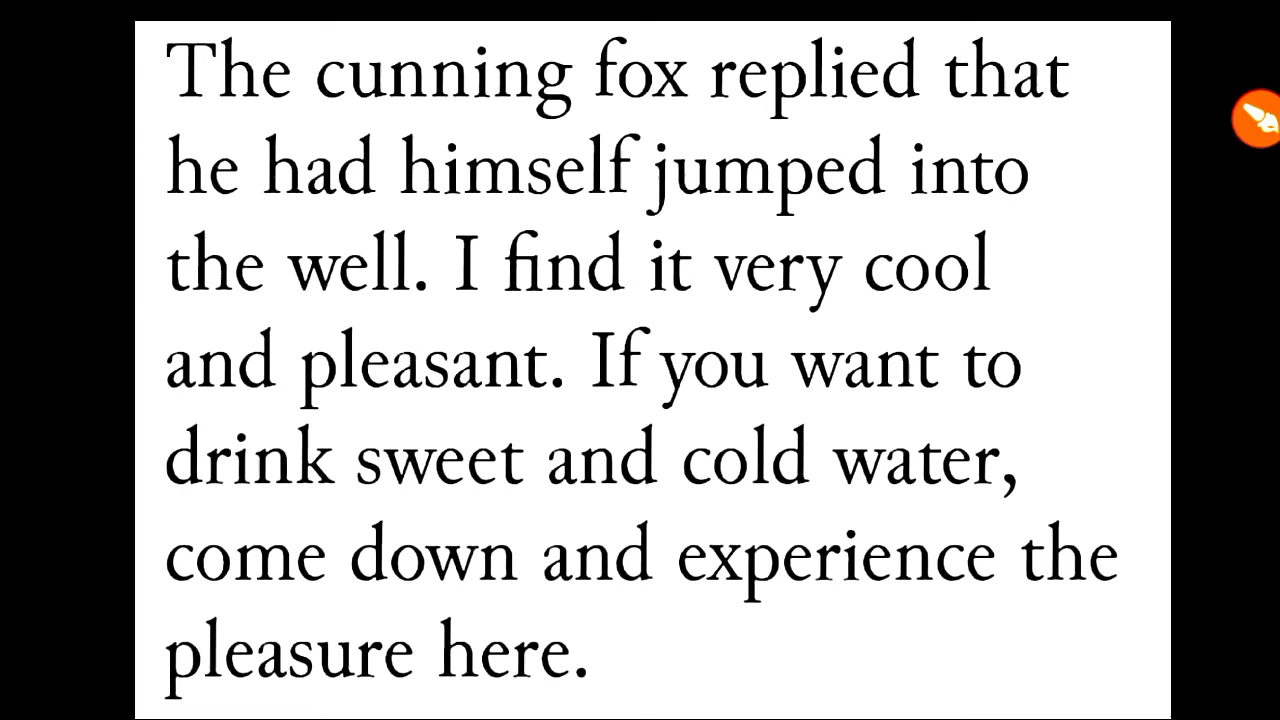 The cunning fox replied that
he had himself jumped into
the well. I find it very cool
and pleasant. If you want to
drink sweet and cold water,
come down and experience the
pleasure here.